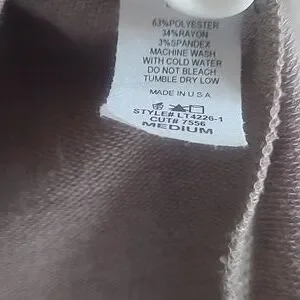 63%POLYESTER
34%RAYON
3%SPANDEX
MACHINE WASH
WITH COLD WATER
DO NOT BLEACH
TUMBLE DRY LOW
MADE IN U S A
STYLE# LT4226-1
CUT# 7556
MEDIUM